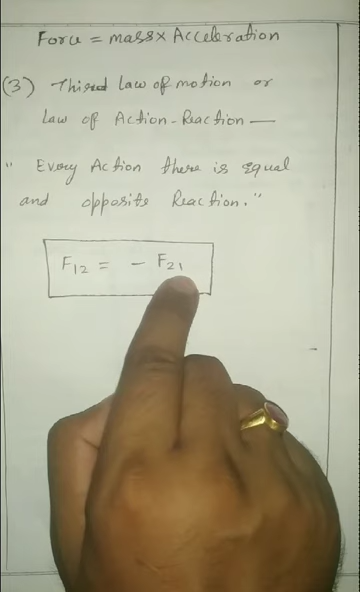 Force = mass x Acceleration
(3) Third Law of motion or
Law of Action-Reaction —
" Every Action there is equal
and opposite Reaction."
F12 = - F21